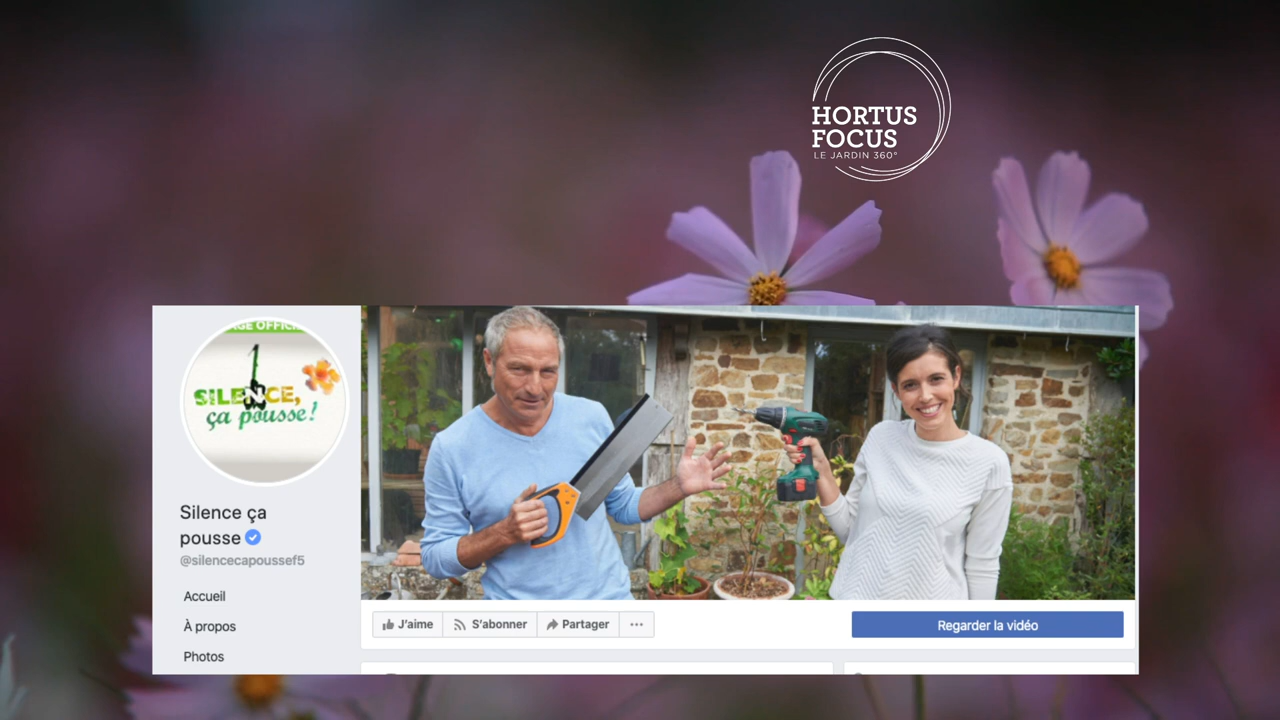 HORTUS
FOCUS
LE JARDIN 360°
SILENCE,
ça pousse!
Silence ça
pousse
@silencecapoussef5
Accueil
À propos
Photos
J'aime
S'abonner
Partager
Regarder la vidéo